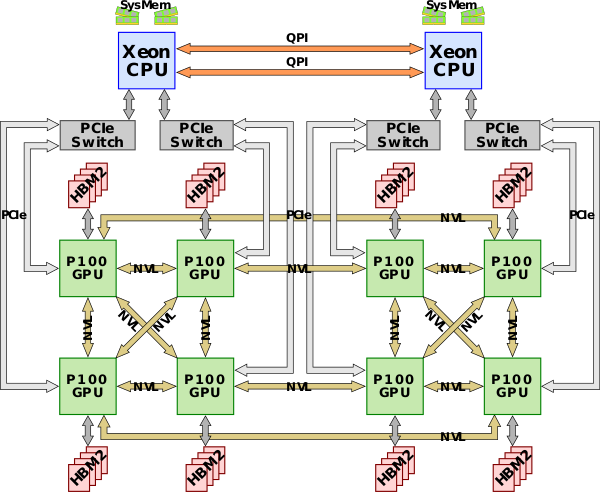 SysMem
SysMem
Xeon
CPU
QPI
QPI
Xeon
CPU
PCIe
Switch
PCIe
Switch
PCIe
Switch
PCIe
Switch
HBM2
HBM2
HBM2
HBM2
PCIe
PCIe
PCIe
NVL
P100
GPU
NVL
P100
GPU
NVL
P100
GPU
NVL
P100
GPU
NVL
NVL
NVL
NVL
NVL
NVL
NVL
NVL
P100
GPU
NVL
P100
GPU
NVL
P100
GPU
NVL
P100
GPU
NVL
HBM2
HBM2
HBM2
HBM2